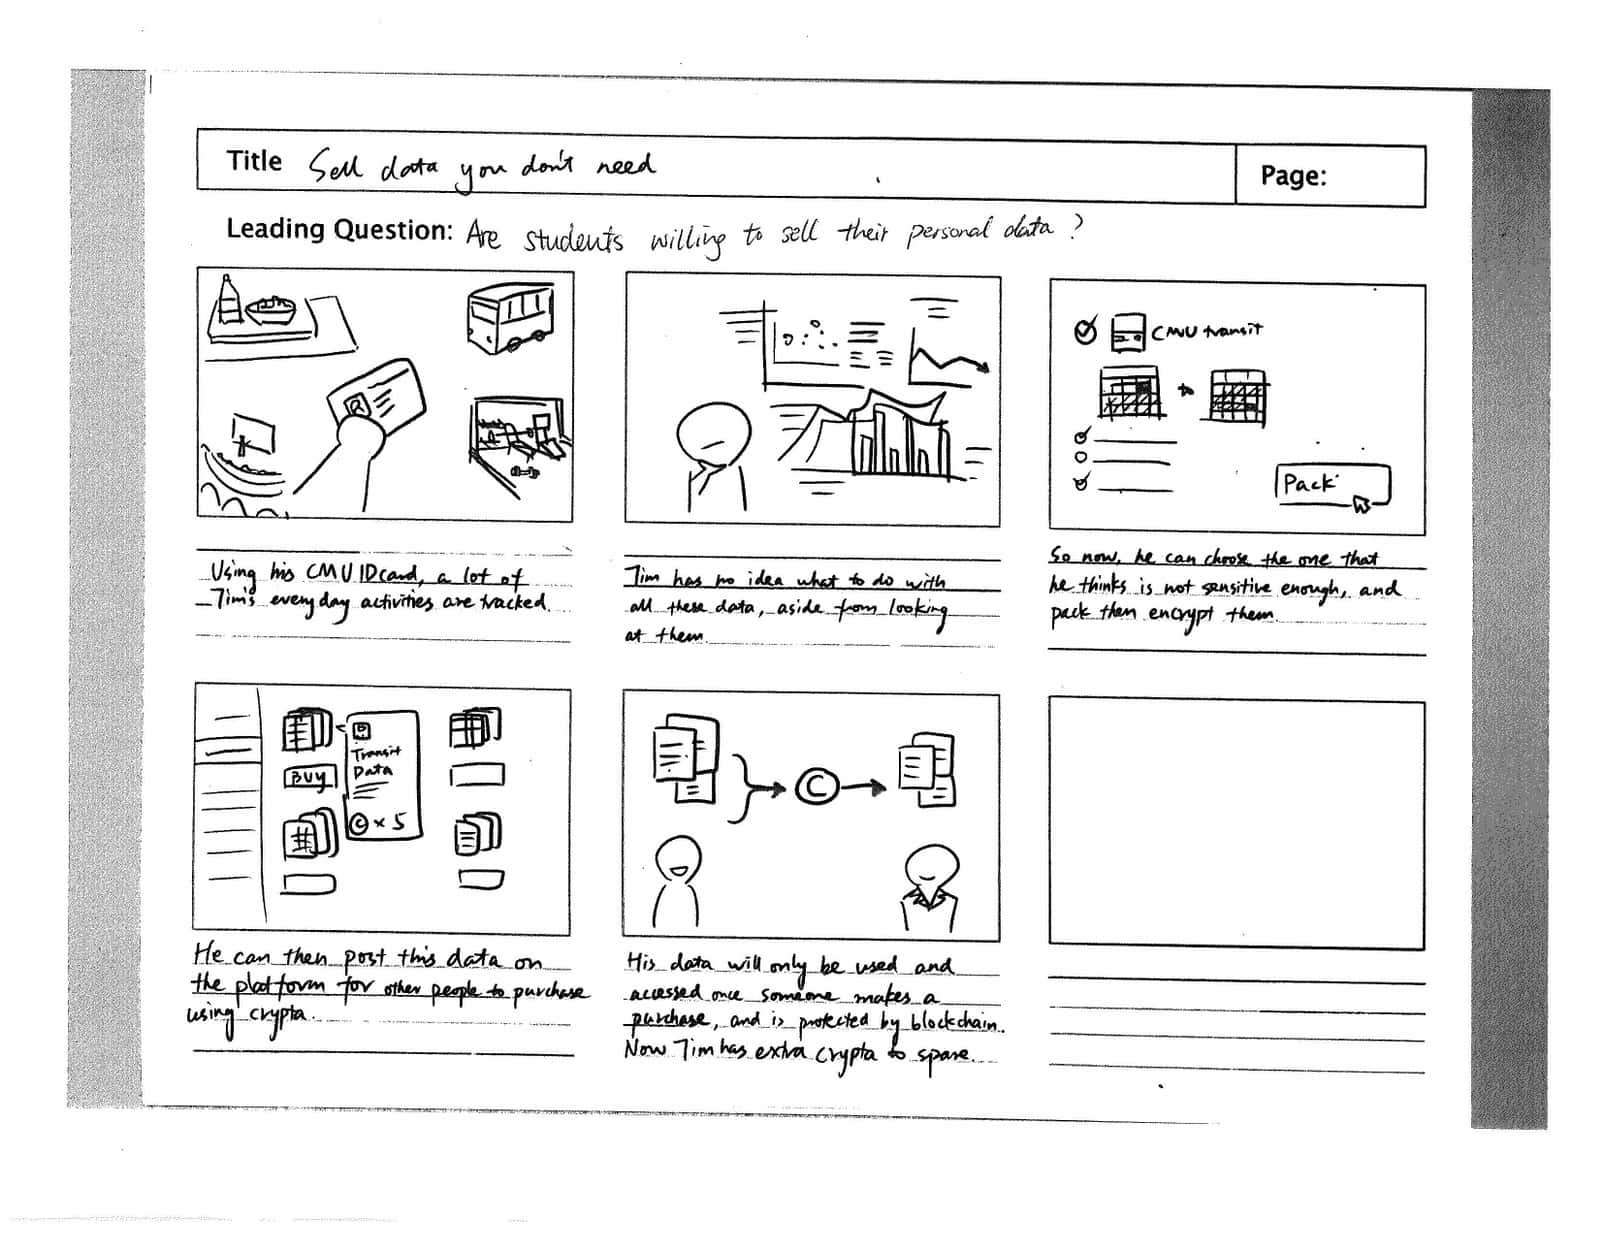 Title Sell data you don't need
Page:
Leading Question: Are students willing to sell their personal data?
CMU transit
Pack
Using his CMU IDcard, a lot of
Tim's everyday activities are tracked.
Tim has no idea what to do with
all these data, aside from looking
at them.
So now, he can choose the one that
he thinks is not sensitive enough, and
pack then encrypt them.
BUY
Transit
Data
© x 5
C
He can then post this data on
the platform for other people to purchase
using crypta.
His data will only be used and
accessed once someone makes a
purchase, and is protected by blockchain.
Now Tim has extra crypta to spare.